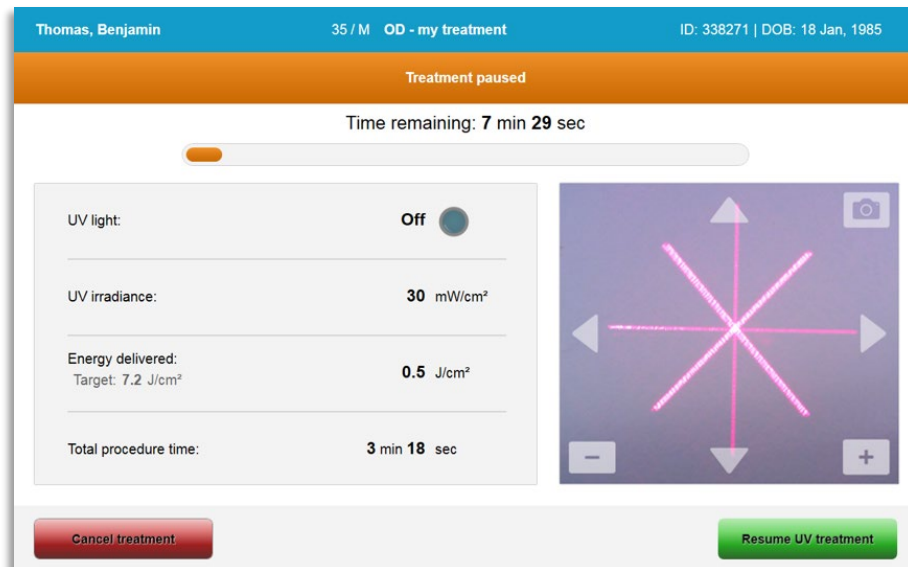 Thomas, Benjamin 35 / M OD - my treatment ID: 338271 | DOB: 18 Jan, 1985
Treatment paused
Time remaining: 7 min 29 sec
UV light: Off
UV irradiance: 30 mW/cm²
Energy delivered:
Target: 7.2 J/cm² 0.5 J/cm²
Total procedure time: 3 min 18 sec
− +
Cancel treatment Resume UV treatment